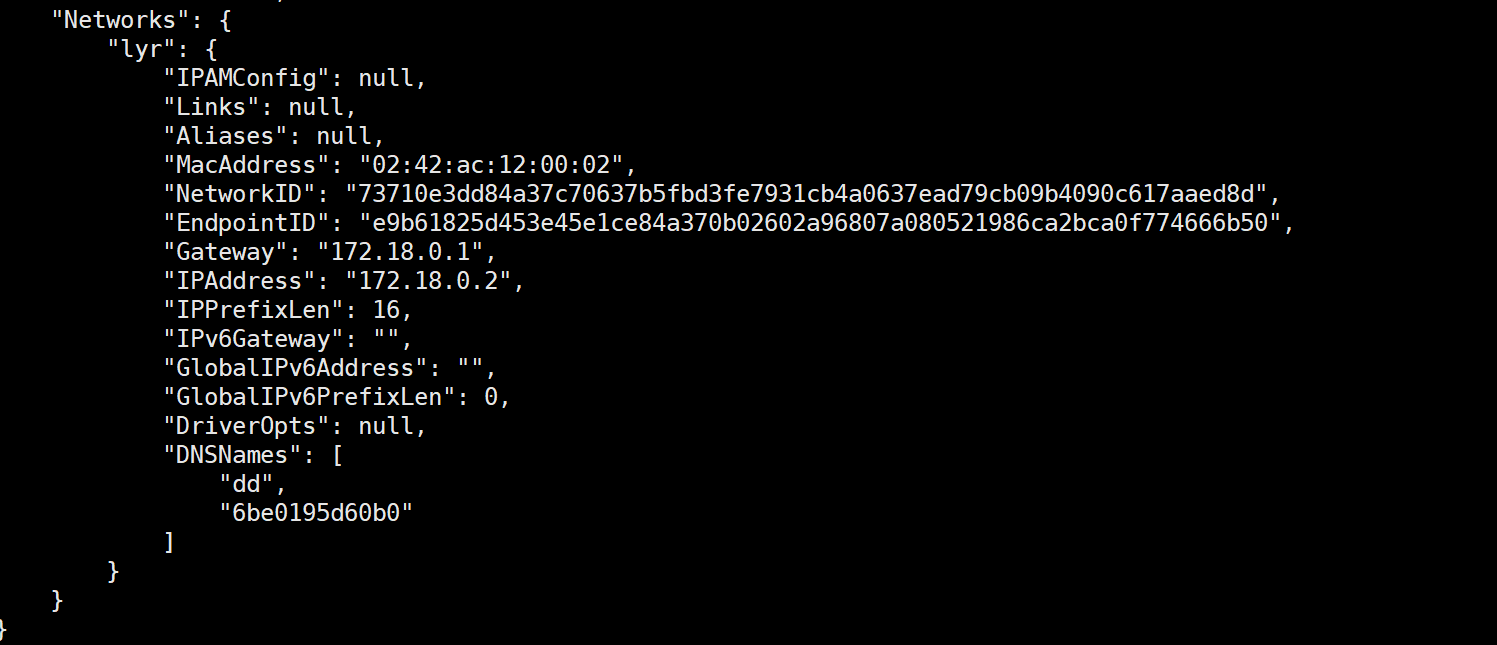 "Networks": {
"lyr": {
"IPAMConfig": null,
"Links": null,
"Aliases": null,
"MacAddress": "02:42:ac:12:00:02",
"NetworkID": "73710e3dd84a37c70637b5fbd3fe7931cb4a0637ead79cb09b4090c617aaed8d",
"EndpointID": "e9b61825d453e45e1ce84a370b02602a96807a080521986ca2bca0f774666b50",
"Gateway": "172.18.0.1",
"IPAddress": "172.18.0.2",
"IPPrefixLen": 16,
"IPv6Gateway": "",
"GlobalIPv6Address": "",
"GlobalIPv6PrefixLen": 0,
"DriverOpts": null,
"DNSNames": [
"dd",
"6be0195d60b0"
]
}
}
}